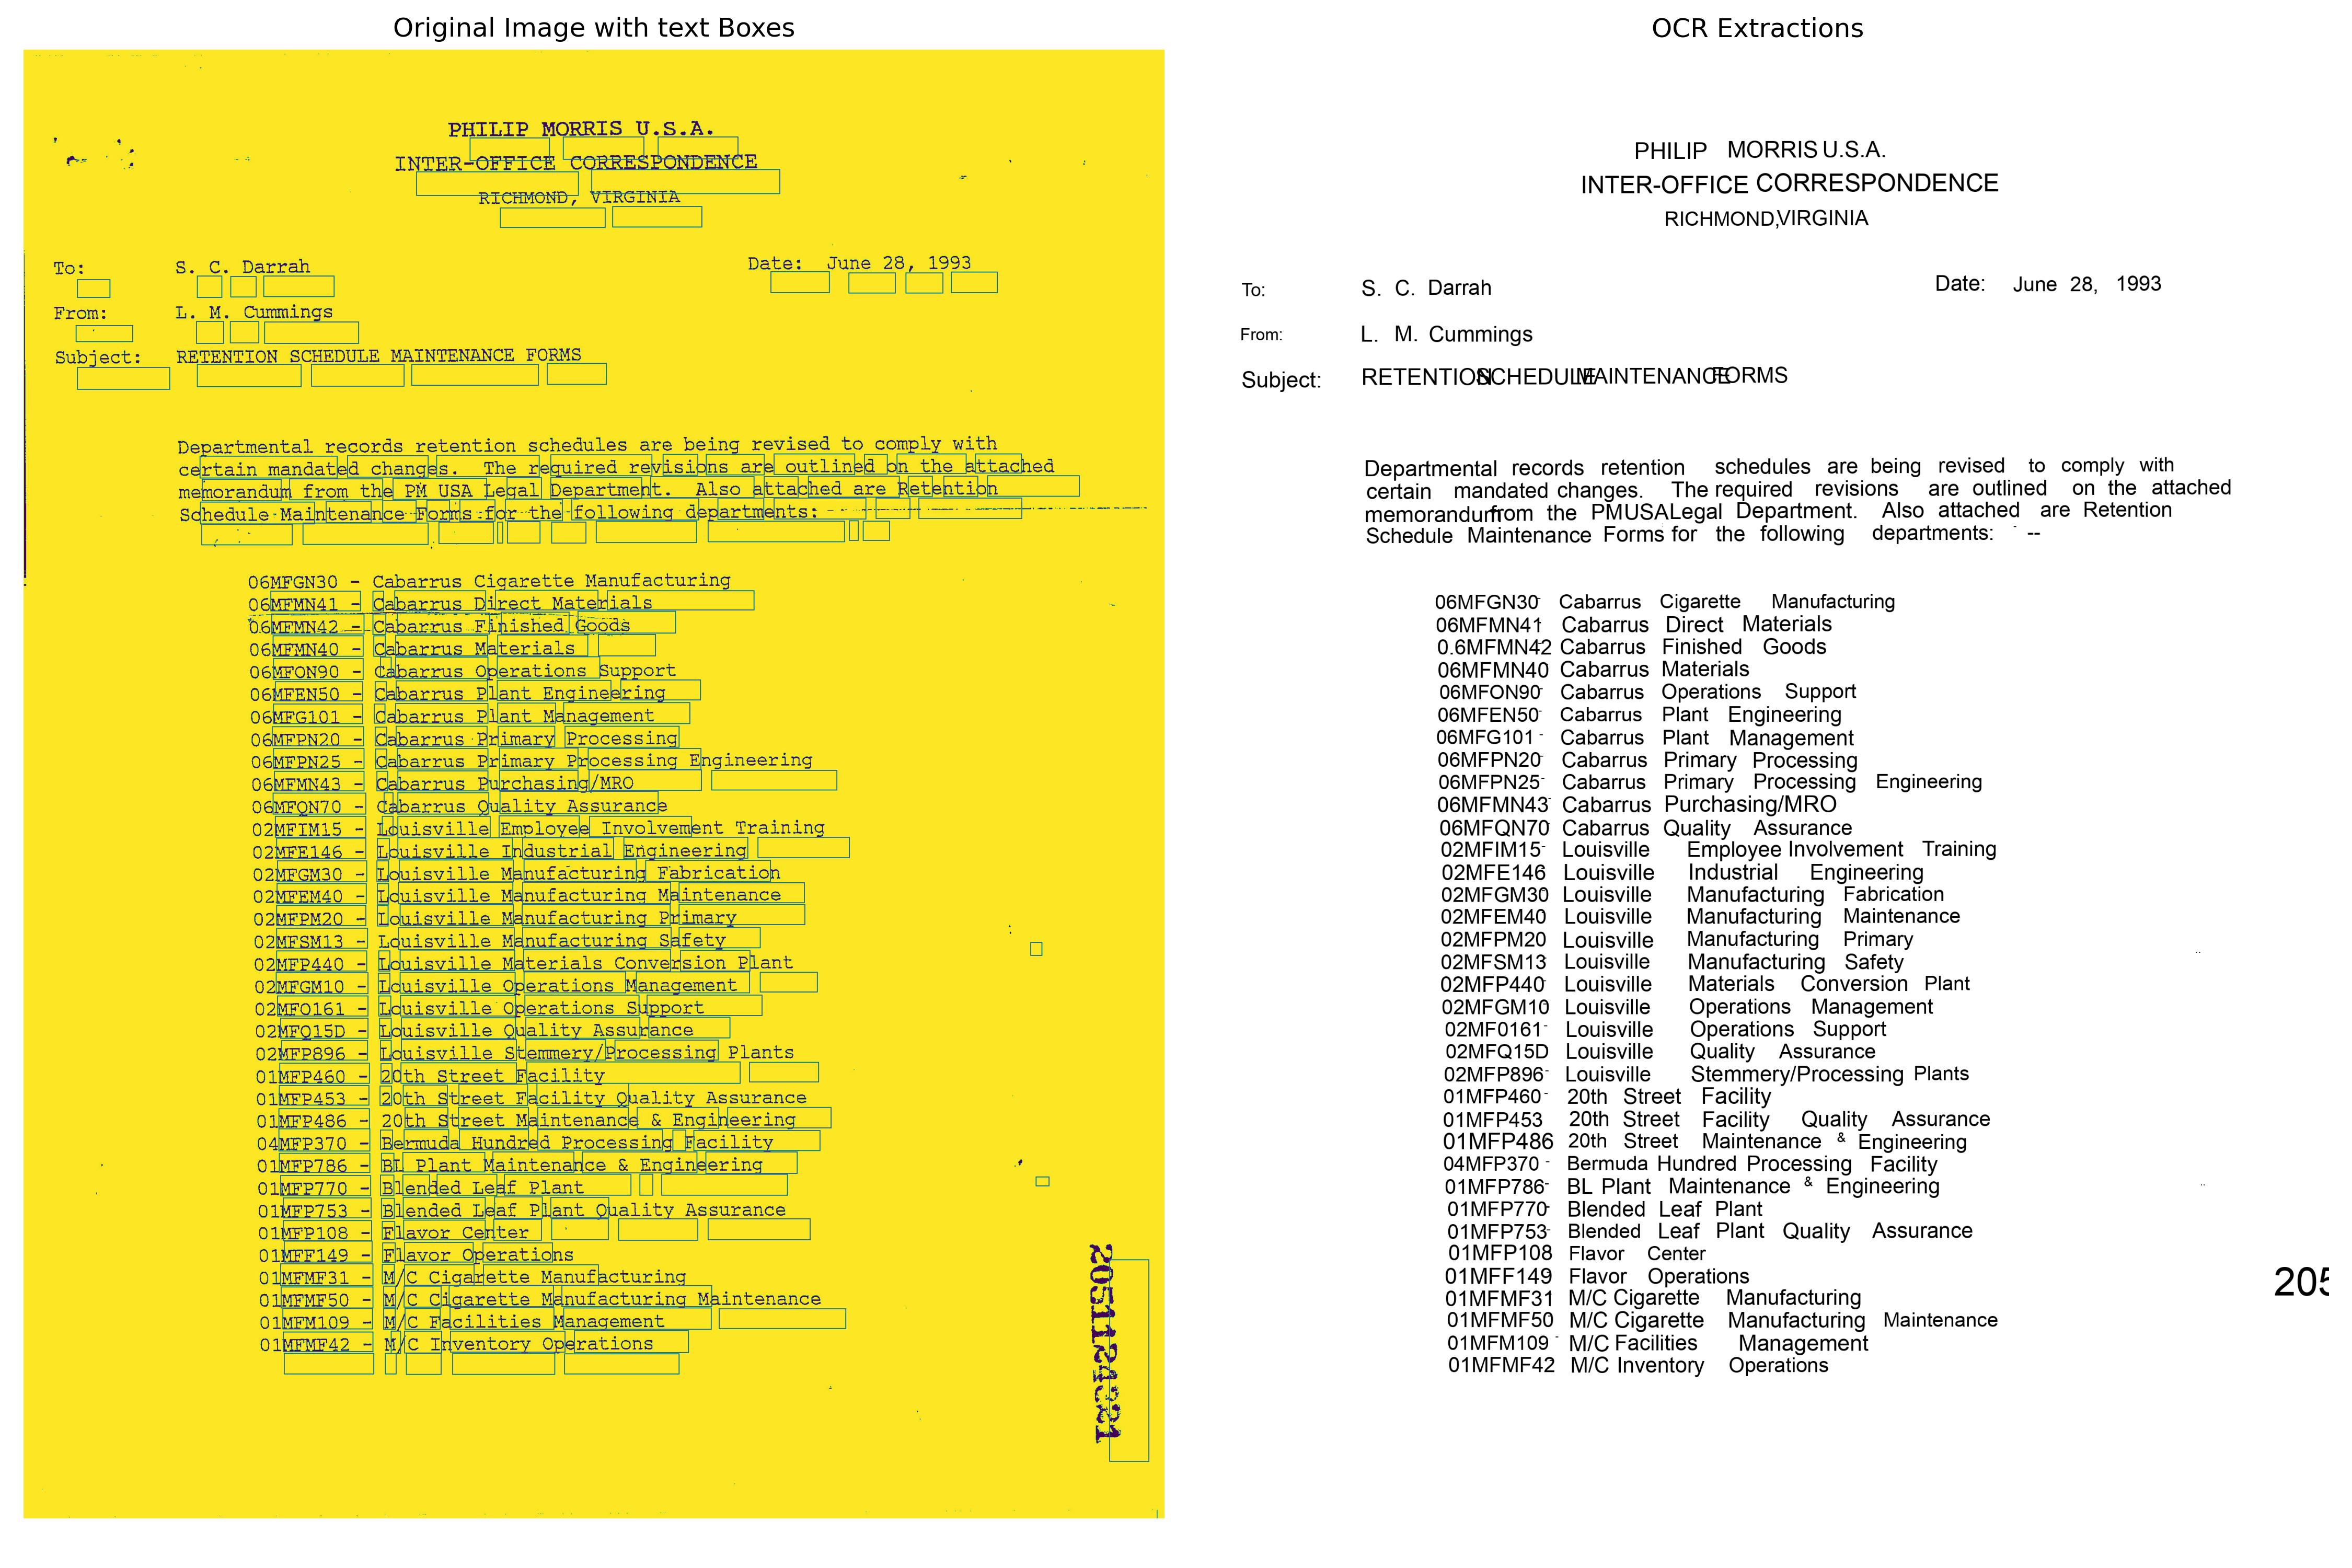 Original Image with text Boxes
PHILIP MORRIS U.S.A.
INTER-OFFICE CORRESPONDENCE
RICHMOND, VIRGINIA
To: S. C. Darrah Date: June 28, 1993
From: L. M. Cummings
Subject: RETENTION SCHEDULE MAINTENANCE FORMS
Departmental records retention schedules are being revised to comply with
certain mandated changes. The required revisions are outlined on the attached
memorandum from the PM USA Legal Department. Also attached are Retention
Schedule Maintenance Forms for the following departments:
06MFGN30 - Cabarrus Cigarette Manufacturing
06MFMN41 - Cabarrus Direct Materials
06MFMN42 - Cabarrus Finished Goods
06MFMN40 - Cabarrus Materials
06MFON90 - Cabarrus Operations Support
06MFEN50 - Cabarrus Plant Engineering
06MFG101 - Cabarrus Plant Management
06MFPN20 - Cabarrus Primary Processing
06MFPN25 - Cabarrus Primary Processing Engineering
06MFMN43 - Cabarrus Purchasing/MRO
06MFQN70 - Cabarrus Quality Assurance
02MFIM15 - Louisville Employee Involvement Training
02MFE146 - Louisville Industrial Engineering
02MFGM30 - Louisville Manufacturing Fabrication
02MFEM40 - Louisville Manufacturing Maintenance
02MFPM20 - Louisville Manufacturing Primary
02MFSM13 - Louisville Manufacturing Safety
02MFP440 - Louisville Materials Conversion Plant
02MFGM10 - Louisville Operations Management
02MFO161 - Louisville Operations Support
02MFQ15D - Louisville Quality Assurance
02MFP896 - Louisville Stemmery/Processing Plants
01MFP460 - 20th Street Facility
01MFP453 - 20th Street Facility Quality Assurance
01MFP486 - 20th Street Maintenance & Engineering
04MFP370 - Bermuda Hundred Processing Facility
01MFP786 - BL Plant Maintenance & Engineering
01MFP770 - Blended Leaf Plant
01MFP753 - Blended Leaf Plant Quality Assurance
01MFP108 - Flavor Center
01MFF149 - Flavor Operations
01MFMF31 - M/C Cigarette Manufacturing
01MFMF50 - M/C Cigarette Manufacturing Maintenance
01MFM109 - M/C Facilities Management
01MFMF42 - M/C Inventory Operations
2051124321
OCR Extractions
PHILIP MORRIS U.S.A.
INTER-OFFICE CORRESPONDENCE
RICHMOND, VIRGINIA
To: S. C. Darrah Date: June 28, 1993
From: L. M. Cummings
Subject: RETENTION SCHEDULE MAINTENANCE FORMS
Departmental records retention schedules are being revised to comply with
certain mandated changes. The required revisions are outlined on the attached
memorandum from the PMUSALegal Department. Also attached are Retention
Schedule Maintenance Forms for the following departments: --
06MFGN30- Cabarrus Cigarette Manufacturing
06MFMN41 Cabarrus Direct Materials
0.6MFMN42 Cabarrus Finished Goods
06MFMN40 Cabarrus Materials
06MFON90- Cabarrus Operations Support
06MFEN50- Cabarrus Plant Engineering
06MFG101 - Cabarrus Plant Management
06MFPN20- Cabarrus Primary Processing
06MFPN25- Cabarrus Primary Processing Engineering
06MFMN43- Cabarrus Purchasing/MRO
06MFQN70 Cabarrus Quality Assurance
02MFIM15- Louisville Employee Involvement Training
02MFE146 Louisville Industrial Engineering
02MFGM30 Louisville Manufacturing Fabrication
02MFEM40 Louisville Manufacturing Maintenance
02MFPM20 Louisville Manufacturing Primary
02MFSM13 Louisville Manufacturing Safety
02MFP440- Louisville Materials Conversion Plant
02MFGM10 Louisville Operations Management
02MF0161- Louisville Operations Support
02MFQ15D Louisville Quality Assurance
02MFP896- Louisville Stemmery/Processing Plants
01MFP460- 20th Street Facility
01MFP453 20th Street Facility Quality Assurance
01MFP486 20th Street Maintenance & Engineering
04MFP370 - Bermuda Hundred Processing Facility
01MFP786- BL Plant Maintenance & Engineering
01MFP770- Blended Leaf Plant
01MFP753- Blended Leaf Plant Quality Assurance
01MFP108 Flavor Center
01MFF149 Flavor Operations
01MFMF31 M/C Cigarette Manufacturing
01MFMF50 M/C Cigarette Manufacturing Maintenance
01MFM109 - M/C Facilities Management
01MFMF42 M/C Inventory Operations
205